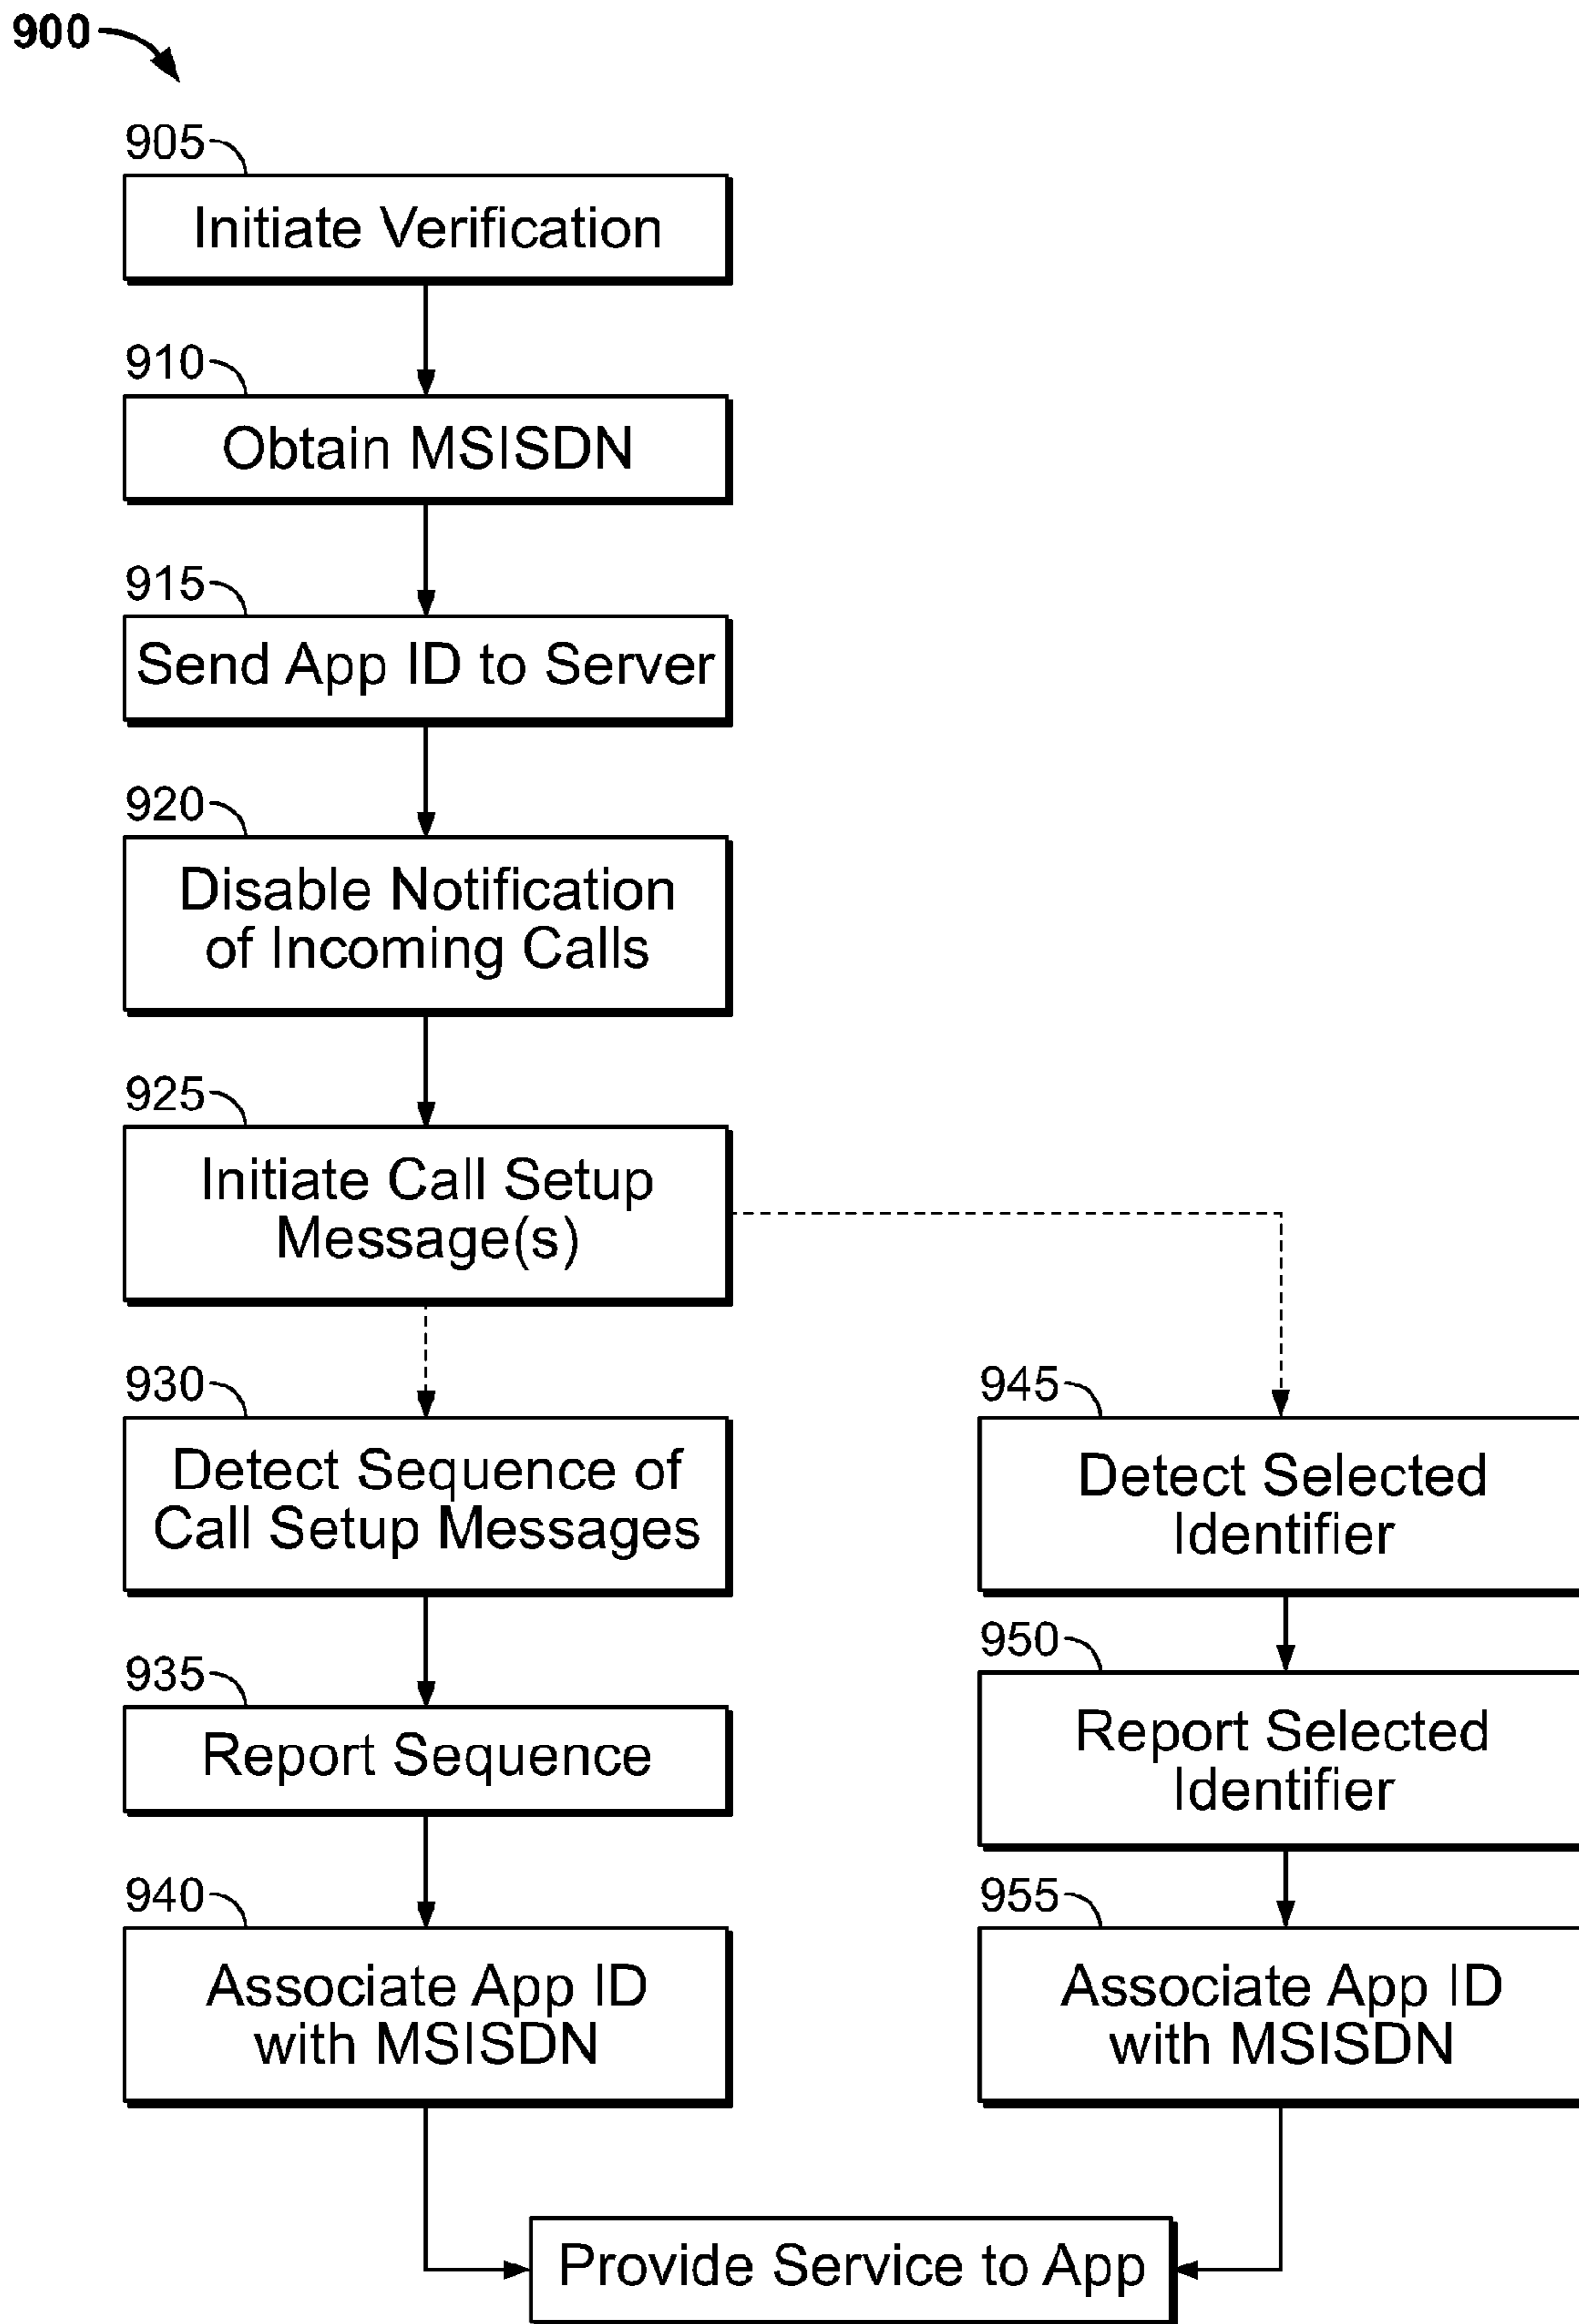 900
905
Initiate Verification
910
Obtain MSISDN
915
Send App ID to Server
920
Disable Notification
of Incoming Calls
925
Initiate Call Setup
Message(s)
930
Detect Sequence of
Call Setup Messages
935
Report Sequence
940
Associate App ID
with MSISDN
945
Detect Selected
Identifier
950
Report Selected
Identifier
955
Associate App ID
with MSISDN
Provide Service to App